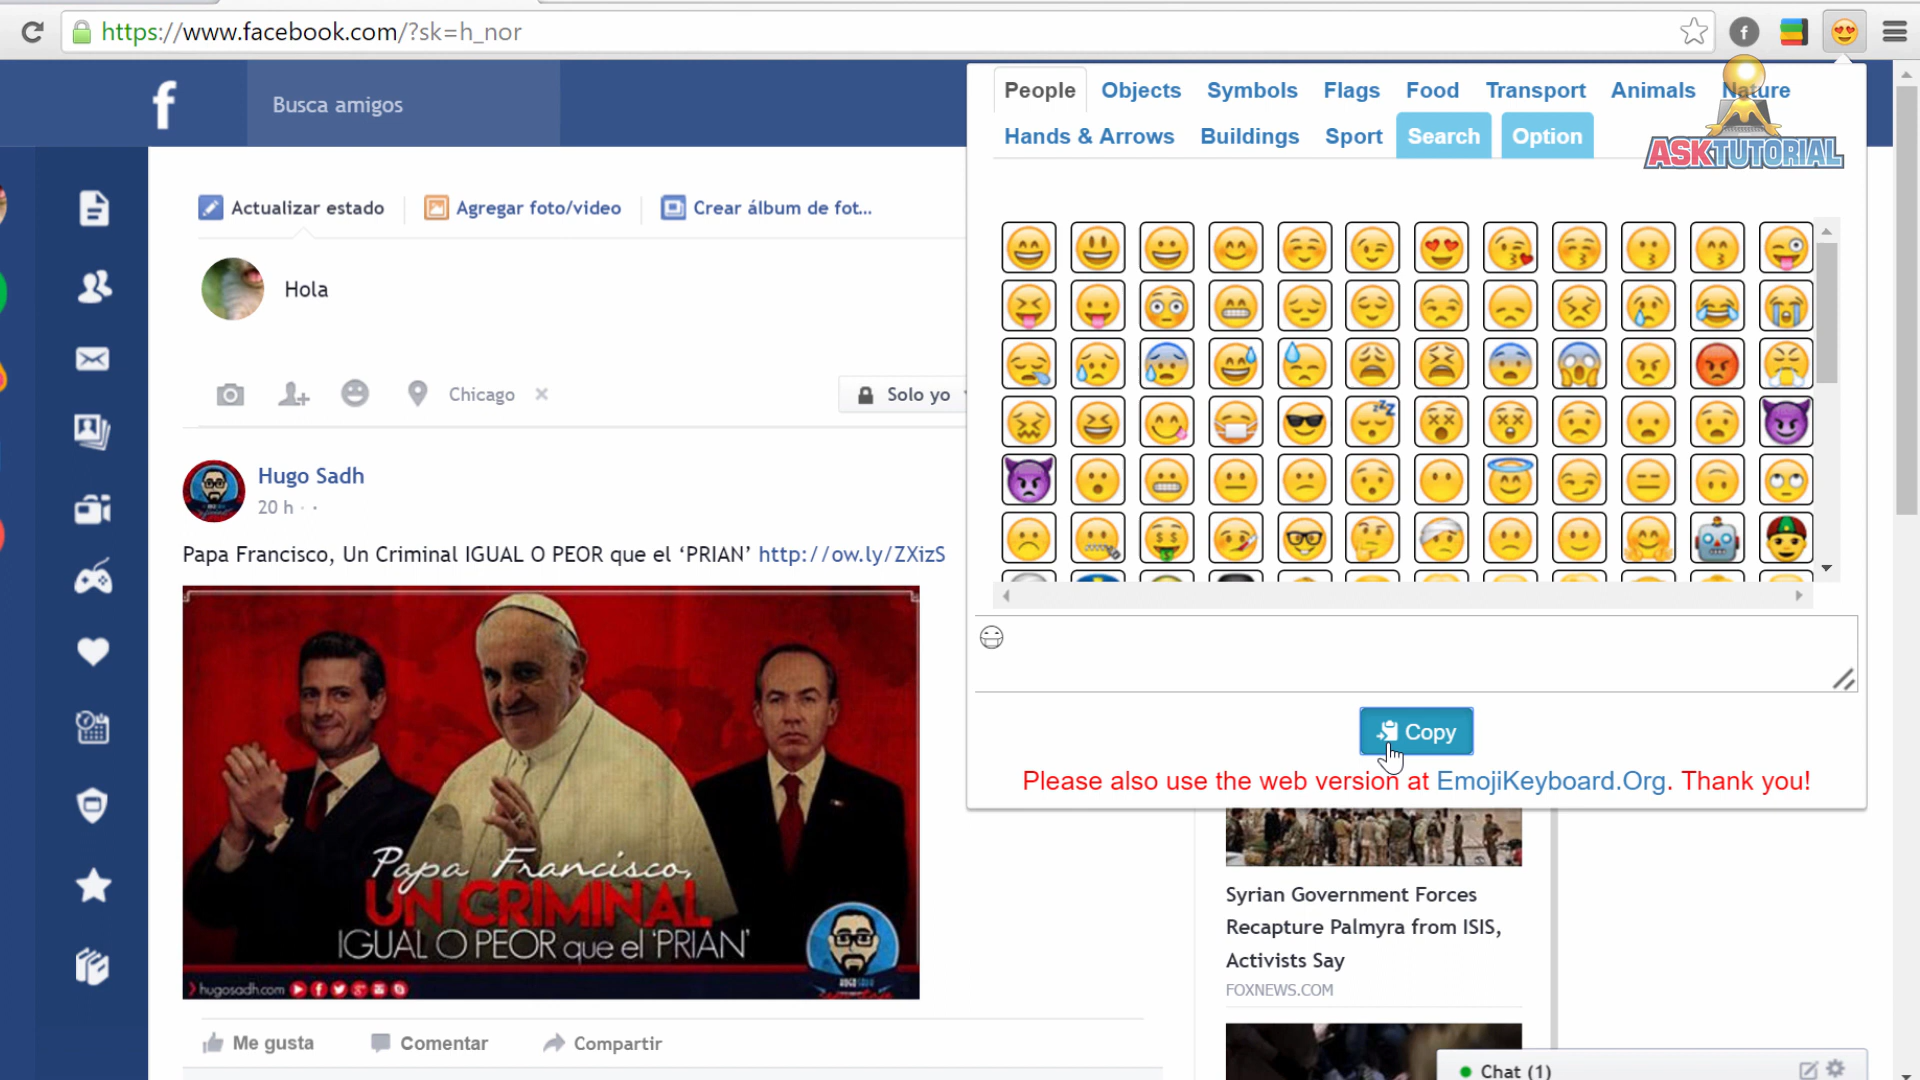 https://www.facebook.com/?sk=h_nor
f
Busca amigos
People Objects Symbols Flags Food Transport Animals Nature
Hands & Arrows Buildings Sport Search Option
ASKTUTORIAL
Actualizar estado Agregar foto/video Crear álbum de fot...
Hola
Chicago × Solo yo
Hugo Sadh
20 h · ·
Papa Francisco, Un Criminal IGUAL O PEOR que el ‘PRIAN’ http://ow.ly/ZXizS
Papa Francisco,
UN CRIMINAL
IGUAL O PEOR que el 'PRIAN'
hugosadh.com
Me gusta Comentar Compartir
Copy
Please also use the web version at EmojiKeyboard.Org. Thank you!
Syrian Government Forces
Recapture Palmyra from ISIS,
Activists Say
FOXNEWS.COM
Chat (1)